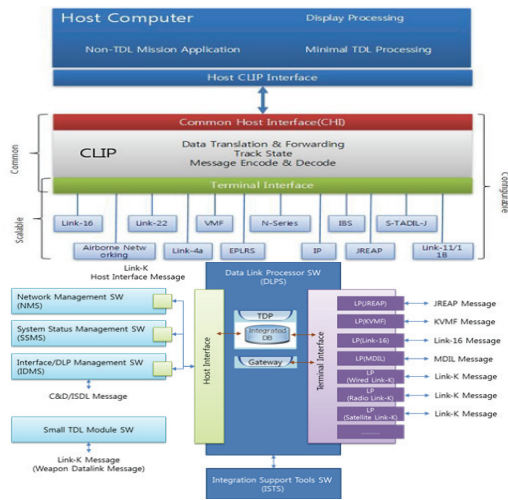 Host Computer
Display Processing
Non-TDL Mission Application
Minimal TDL Processing
Host CLIP Interface
Common Host Interface(CHI)
CLIP
Data Translation & Forwarding
Track State
Message Encode & Decode
Terminal Interface
Common
Scalable
Configurable
Link-16
Link-22
VMF
N-Series
IBS
S-TADIL-J
Airborne Netw
orking
Link-4a
EPLRS
IP
JREAP
Link-11/1
1B
Link-K
Host Interface Message
Data Link Processor SW
(DLPS)
Network Management SW
(NMS)
System Status Management SW
(SSMS)
Interface/DLP Management SW
(IDMS)
C&D/ISDL Message
Small TDL Module SW
Link-K Message
(Weapon Datalink Message)
Host Interface
TDP
Integrated
DB
Gateway
Terminal Interface
LP(JREAP)
LP(KVMF)
LP(Link-16)
LP(MDIL)
LP
(Wired Link-K)
LP
(Radio Link-K)
LP
(Satellite Link-K)
.........
JREAP Message
KVMF Message
Link-16 Message
MDIL Message
Link-K Message
Link-K Message
Link-K Message
Integration Support Tools SW
(ISTS)